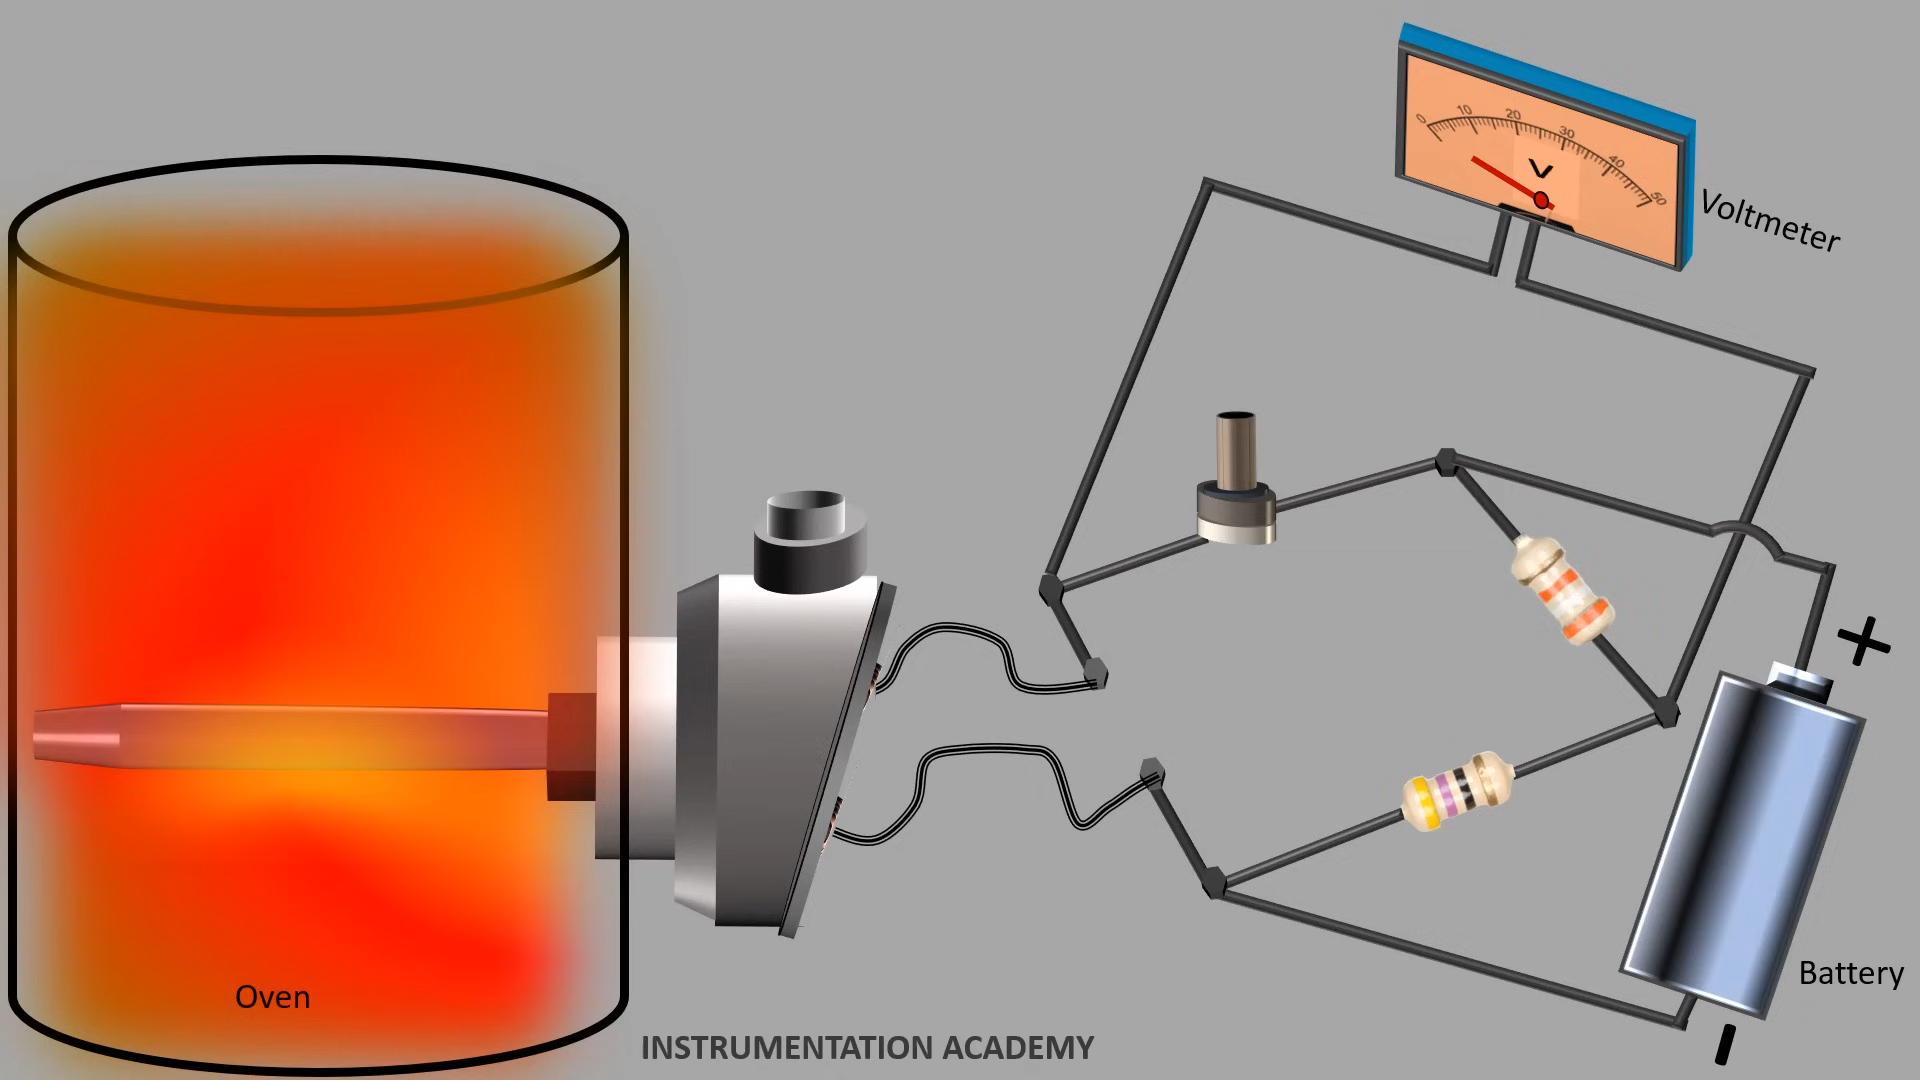 0 10 20 30 40 50
V
Voltmeter
+
Battery
Oven
-
INSTRUMENTATION ACADEMY